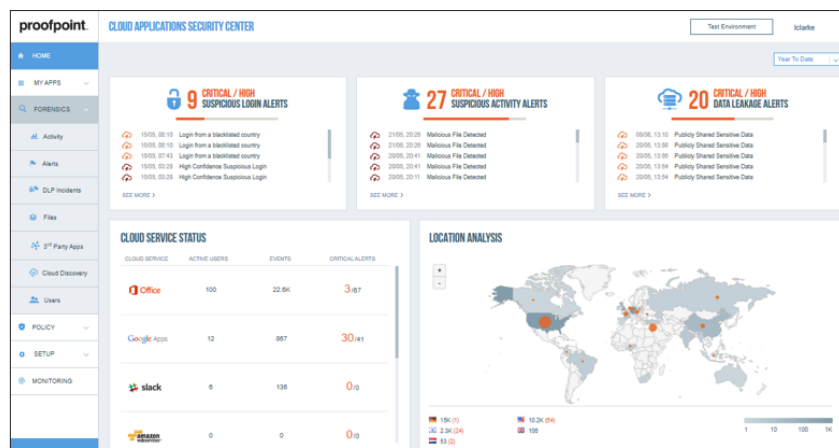 proofpoint.
CLOUD APPLICATIONS SECURITY CENTER
Test Environment
lclarke
HOME
Year To Date
MY APPS
FORENSICS
Activity
Alerts
DLP Incidents
Files
3rd Party Apps
Cloud Discovery
Users
POLICY
SETUP
MONITORING
9 CRITICAL / HIGH
SUSPICIOUS LOGIN ALERTS
15/05, 08:10 Login from a blacklisted country
15/05, 08:10 Login from a blacklisted country
15/05, 07:43 Login from a blacklisted country
15/05, 03:28 High Confidence Suspicious Login
15/05, 03:28 High Confidence Suspicious Login
SEE MORE >
27 CRITICAL / HIGH
SUSPICIOUS ACTIVITY ALERTS
21/05, 20:26 Malicious File Detected
21/05, 20:26 Malicious File Detected
20/05, 20:41 Malicious File Detected
20/05, 20:41 Malicious File Detected
20/05, 20:11 Malicious File Detected
SEE MORE >
20 CRITICAL / HIGH
DATA LEAKAGE ALERTS
13:10 Publicly Shared Sensitive Data
20/05, 13:56 Publicly Shared Sensitive Data
20/05, 13:56 Publicly Shared Sensitive Data
20/05, 13:54 Publicly Shared Sensitive Data
20/05, 13:54 Publicly Shared Sensitive Data
SEE MORE >
CLOUD SERVICE STATUS
CLOUD SERVICE ACTIVE USERS EVENTS CRITICAL ALERTS
Office 100 22.6K 3/67
Google Apps 12 867 30/41
slack 6 136 0/0
amazon webservices 0 0 0/0
LOCATION ANALYSIS
+
-
15K (1) 10.2K (54)
2.3K (24) 106
53 (2)
1 10 100 1K